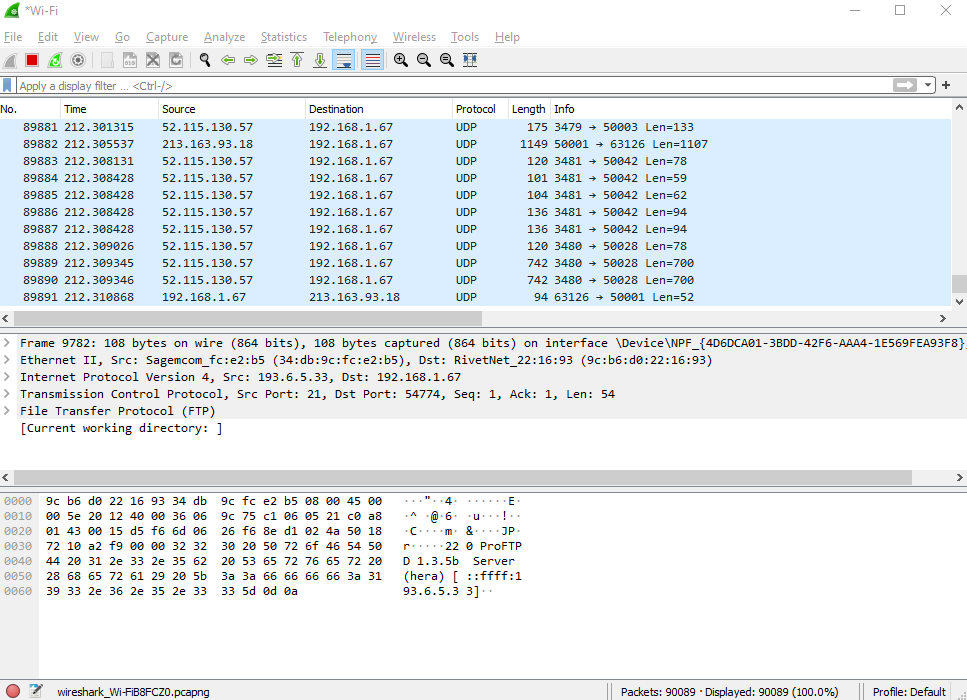 *Wi-Fi
File Edit View Go Capture Analyze Statistics Telephony Wireless Tools Help
Apply a display filter ... <Ctrl-/>
No. Time Source Destination Protocol Length Info
89881 212.301315 52.115.130.57 192.168.1.67 UDP 175 3479 → 50003 Len=133
89882 212.305537 213.163.93.18 192.168.1.67 UDP 1149 50001 → 63126 Len=1107
89883 212.308131 52.115.130.57 192.168.1.67 UDP 120 3481 → 50042 Len=78
89884 212.308428 52.115.130.57 192.168.1.67 UDP 101 3481 → 50042 Len=59
89885 212.308428 52.115.130.57 192.168.1.67 UDP 104 3481 → 50042 Len=62
89886 212.308428 52.115.130.57 192.168.1.67 UDP 136 3481 → 50042 Len=94
89887 212.308428 52.115.130.57 192.168.1.67 UDP 136 3481 → 50042 Len=94
89888 212.309026 52.115.130.57 192.168.1.67 UDP 120 3480 → 50028 Len=78
89889 212.309345 52.115.130.57 192.168.1.67 UDP 742 3480 → 50028 Len=700
89890 212.309346 52.115.130.57 192.168.1.67 UDP 742 3480 → 50028 Len=700
89891 212.310868 192.168.1.67 213.163.93.18 UDP 94 63126 → 50001 Len=52
Frame 9782: 108 bytes on wire (864 bits), 108 bytes captured (864 bits) on interface \Device\NPF_{4D6DCA01-3BDD-42F6-AAA4-1E569FEA93F8}
Ethernet II, Src: Sagemcom_fc:e2:b5 (34:db:9c:fc:e2:b5), Dst: RivetNet_22:16:93 (9c:b6:d0:22:16:93)
Internet Protocol Version 4, Src: 193.6.5.33, Dst: 192.168.1.67
Transmission Control Protocol, Src Port: 21, Dst Port: 54774, Seq: 1, Ack: 1, Len: 54
File Transfer Protocol (FTP)
[Current working directory: ]
0000 9c b6 d0 22 16 93 34 db 9c fc e2 b5 08 00 45 00 ···"··4· ······E·
0010 00 5e 20 12 40 00 36 06 9c 75 c1 06 05 21 c0 a8 ·^ ·@·6· ·u···!··
0020 01 43 00 15 d5 f6 6d 06 26 f6 8e d1 02 4a 50 18 ·C····m· &····JP·
0030 72 10 a2 f9 00 00 32 32 30 20 50 72 6f 46 54 50 r·····22 0 ProFTP
0040 44 20 31 2e 33 2e 35 62 20 53 65 72 76 65 72 20 D 1.3.5b Server
0050 28 68 65 72 61 29 20 5b 3a 3a 66 66 66 66 3a 31 (hera) [ ::ffff:1
0060 39 33 2e 36 2e 35 2e 33 33 5d 0d 0a 93.6.5.3 3]··
wireshark_Wi-FiB8FCZ0.pcapng Packets: 90089 · Displayed: 90089 (100.0%) Profile: Default